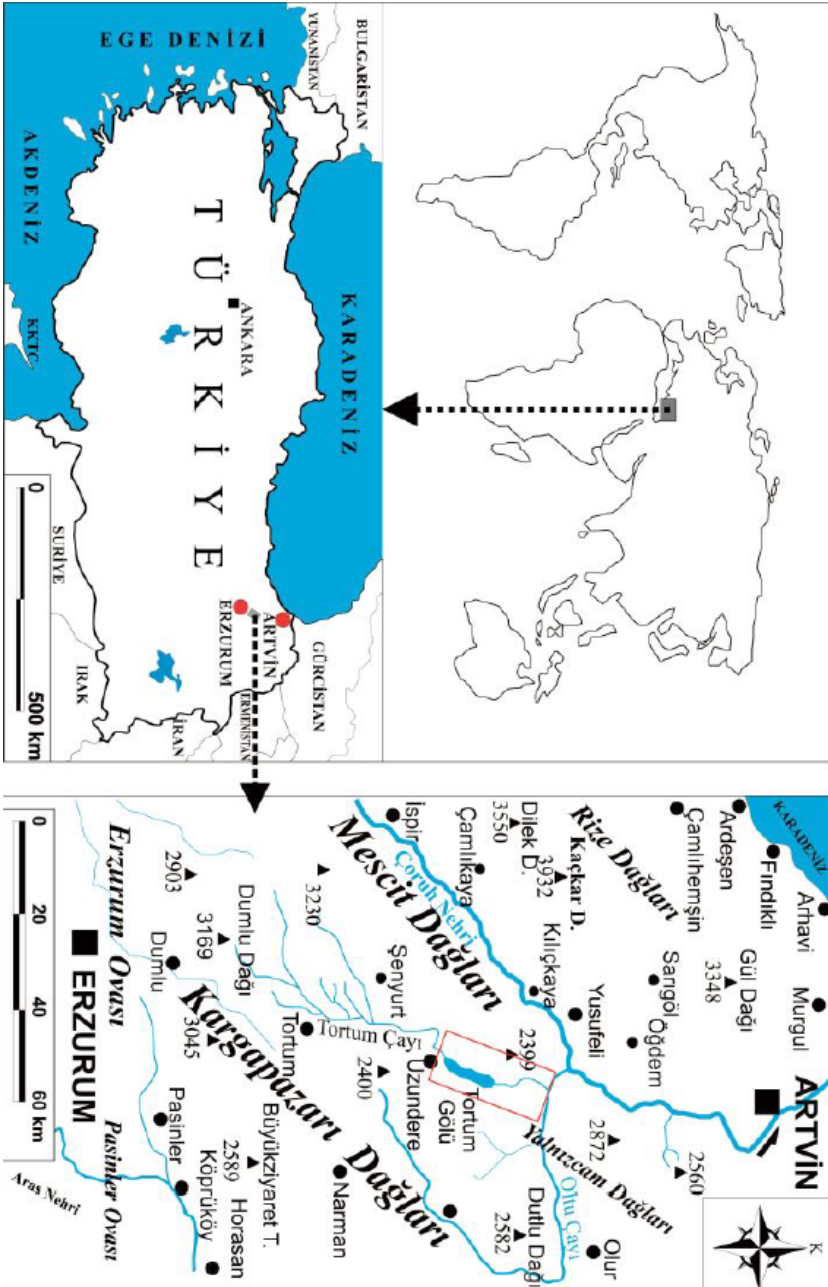 BULGARİSTAN
YUNANİSTAN
EGE DENİZİ
KARADENİZ
AKDENİZ
KKTC
TÜRKİYE
ANKARA
ARTVİN
ERZURUM
GÜRCİSTAN
ERMENİSTAN
İRAN
IRAK
SURİYE
0
500 km
KARADENİZ
Arhavi
Fındıklı
Ardeşen
Çamlıhemşin
Murgul
ARTVİN
K
Rize Dağları
Gül Dağı
3348
Sarıgöl
Öğdem
Kaçkar D.
3932
Dilek D.
3550
Çamlıkaya
İspir
Kılıçkaya
Yusufeli
Çoruh Nehri
Mescit Dağları
2560
2872
Yalnızcam Dağları
Olur
Oltu Çayı
Dutlu Dağı
2582
2399
Tortum
Gölü
Uzundere
2400
Şenyurt
Tortum Çayı
Tortum
3230
Dumlu Dağı
3169
2903
Dumlu
3045
Kargapazarı Dağları
Narman
Büyükziyaret T.
2589
Horasan
Köprüköy
Pasinler
Erzurum Ovası
ERZURUM
Pasinler Ovası
Araş Nehri
0
20
40
60 km